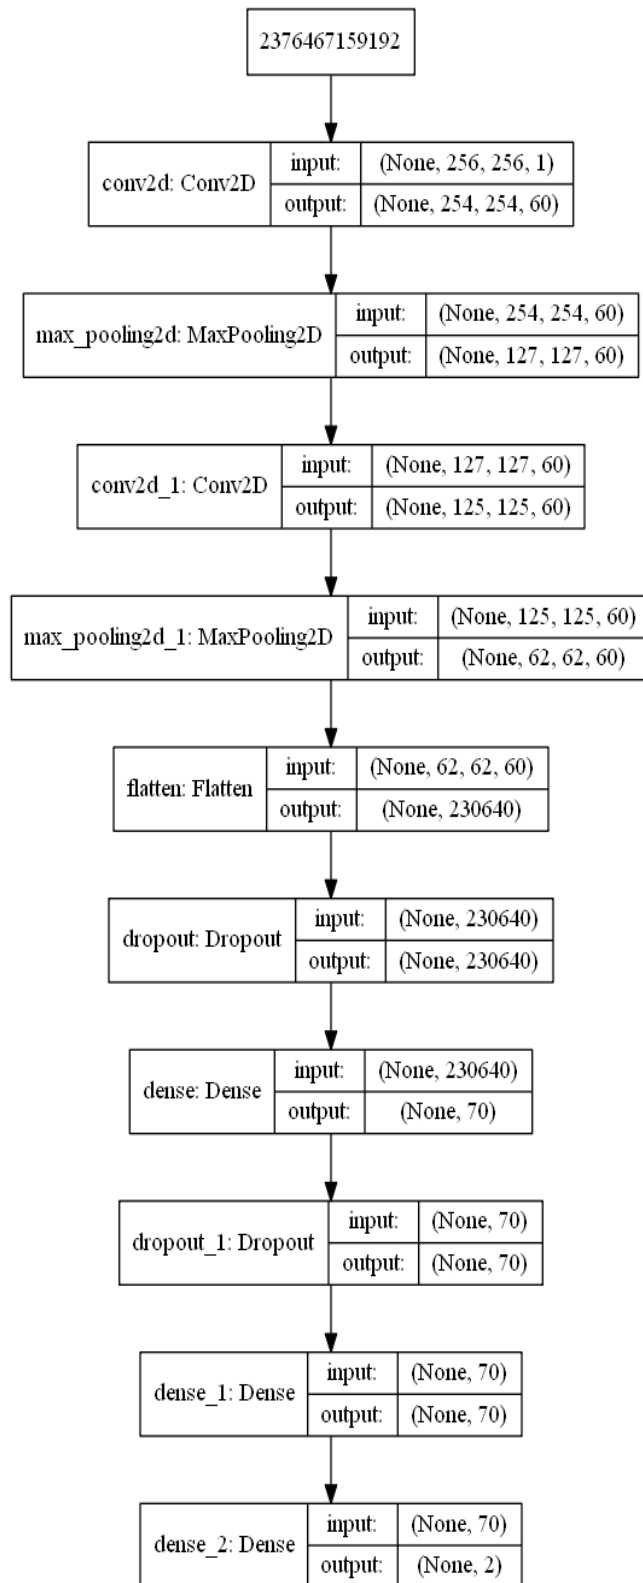 2376467159192
conv2d: Conv2D
input: (None, 256, 256, 1)
output: (None, 254, 254, 60)
max_pooling2d: MaxPooling2D
input: (None, 254, 254, 60)
output: (None, 127, 127, 60)
conv2d_1: Conv2D
input: (None, 127, 127, 60)
output: (None, 125, 125, 60)
max_pooling2d_1: MaxPooling2D
input: (None, 125, 125, 60)
output: (None, 62, 62, 60)
flatten: Flatten
input: (None, 62, 62, 60)
output: (None, 230640)
dropout: Dropout
input: (None, 230640)
output: (None, 230640)
dense: Dense
input: (None, 230640)
output: (None, 70)
dropout_1: Dropout
input: (None, 70)
output: (None, 70)
dense_1: Dense
input: (None, 70)
output: (None, 70)
dense_2: Dense
input: (None, 70)
output: (None, 2)